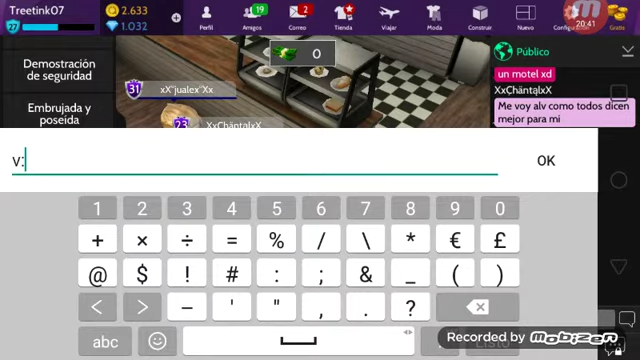 Treetink07
2.633
27
1.032
Perfil
19
Amigos
2
Correo
Tienda
Viajar
Moda
Nuevo
Gratis
20:41
Demostración
de seguridad
Embrujada y
poseída
0
31
xX"jualex"Xx
23
Público
un motel xd
Me voy alv como todos dicen
mejor para mi
v:
OK
1 2 3 4 5 6 7 8 9 0
+ × ÷ = % / \ * € £
@ $ ! # : ; & _ ( )
< > – ' " , . ?
abc
Listo
Recorded by Mobizen